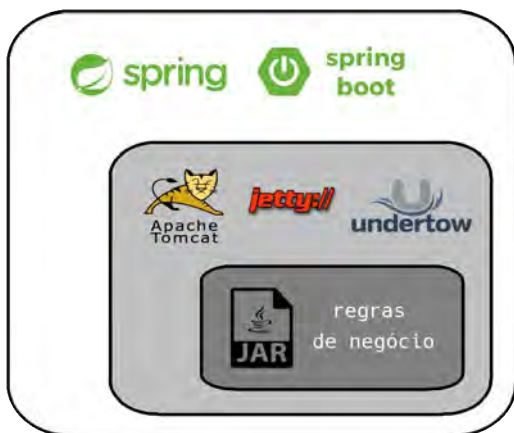 spring
spring
boot
Apache
Tomcat
jetty://
undertow
JAR
regras
de negócio